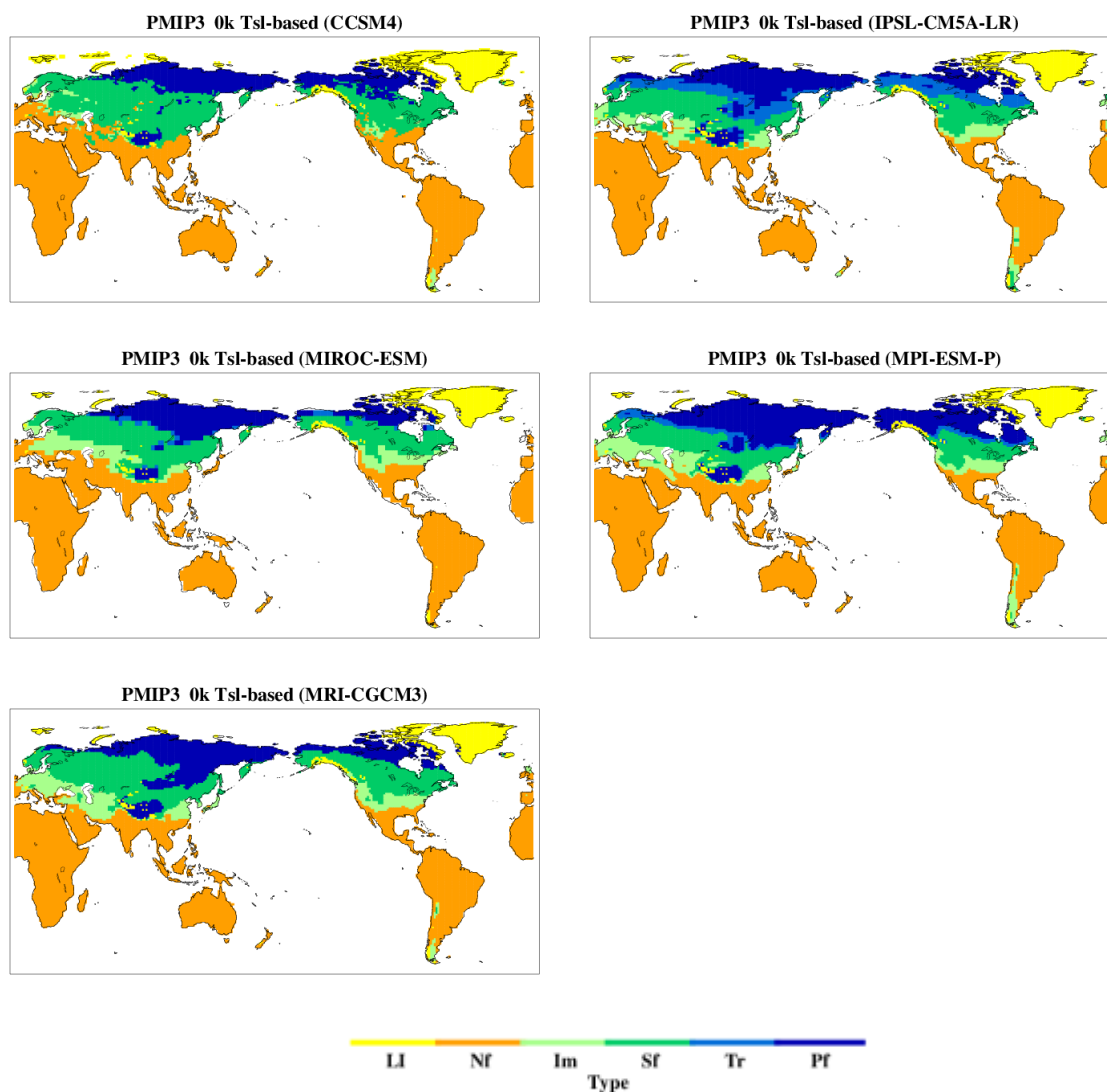 PMIP3 0k Tsl-based (CCSM4)
PMIP3 0k Tsl-based (IPSL-CM5A-LR)
PMIP3 0k Tsl-based (MIROC-ESM)
PMIP3 0k Tsl-based (MPI-ESM-P)
PMIP3 0k Tsl-based (MRI-CGCM3)
LI Nf Im Sf Tr Pf
Type